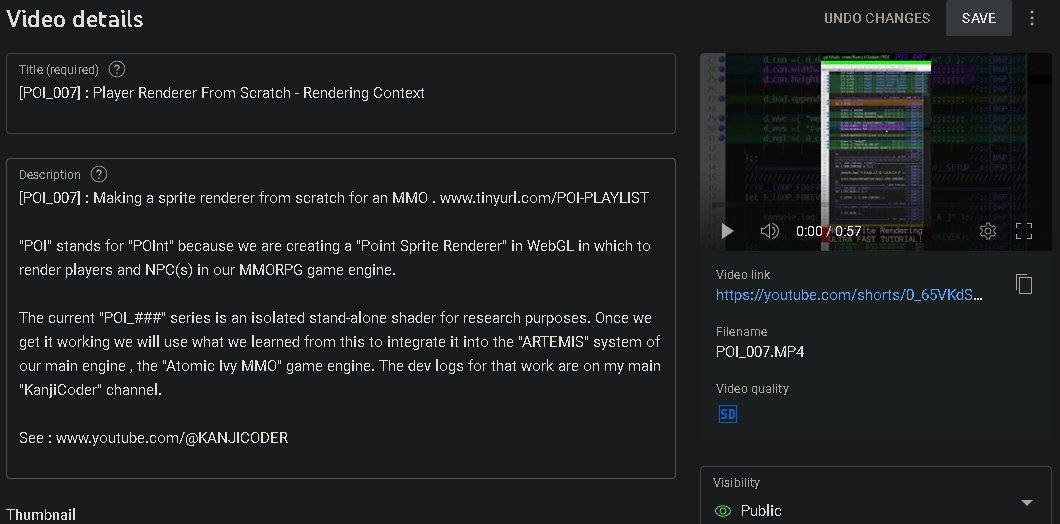 Video details
UNDO CHANGES
SAVE
Title (required)
[POI_007] : Player Renderer From Scratch - Rendering Context
Description
[POI_007] : Making a sprite renderer from scratch for an MMO . www.tinyurl.com/POI-PLAYLIST
"POI" stands for "POInt" because we are creating a "Point Sprite Renderer" in WebGL in which to
render players and NPC(s) in our MMORPG game engine.
The current "POI_###" series is an isolated stand-alone shader for research purposes. Once we
get it working we will use what we learned from this to integrate it into the "ARTEMIS" system of
our main engine , the "Atomic Ivy MMO" game engine. The dev logs for that work are on my main
"KanjiCoder" channel.
See : www.youtube.com/@KANJICODER
Thumbnail
0:00 / 0:57
ULTRA FAST TUTORIAL!
Video link
https://youtube.com/shorts/0_65VKdS...
Filename
POI_007.MP4
Video quality
SD
Visibility
Public